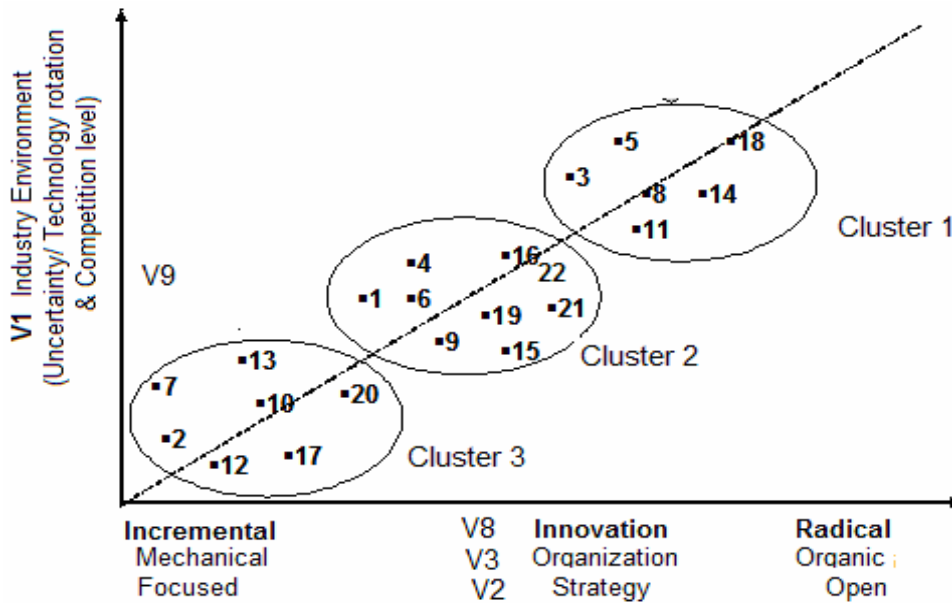 V1 Industry Environment
(Uncertainty/ Technology rotation
& Competition level)
V9
5
18
3
8
14
11
Cluster 1
4
16
22
1
6
19
21
9
15
Cluster 2
13
7
10
20
2
12
17
Cluster 3
Incremental V8 Innovation Radical
Mechanical V3 Organization Organic
Focused V2 Strategy Open